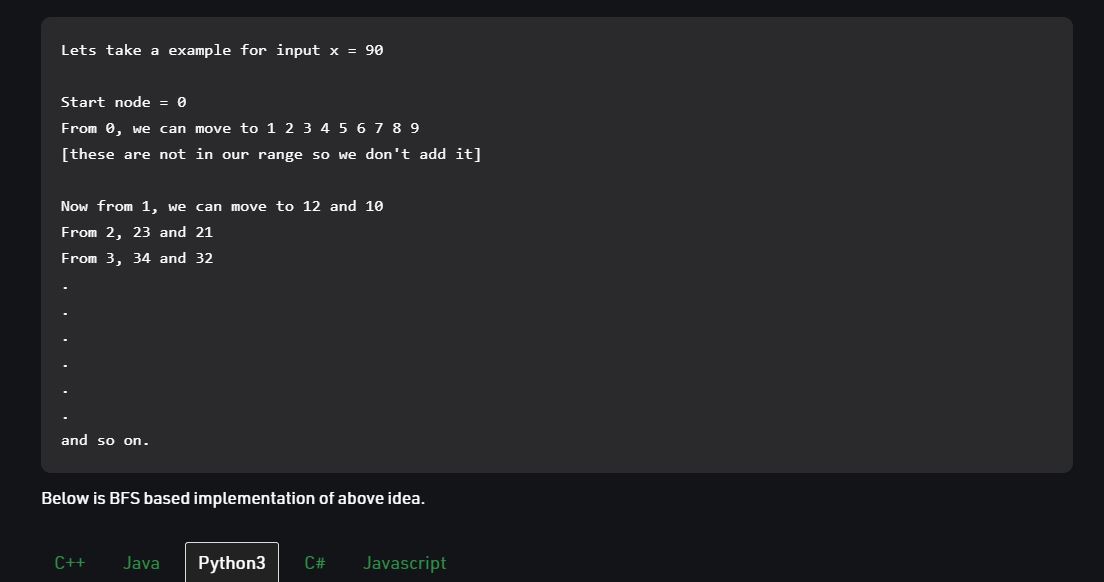 Lets take a example for input x = 90
Start node = 0
From 0, we can move to 1 2 3 4 5 6 7 8 9
[these are not in our range so we don't add it]
Now from 1, we can move to 12 and 10
From 2, 23 and 21
From 3, 34 and 32
.
.
.
.
.
.
and so on.
Below is BFS based implementation of above idea.
C++ Java Python3 C# Javascript